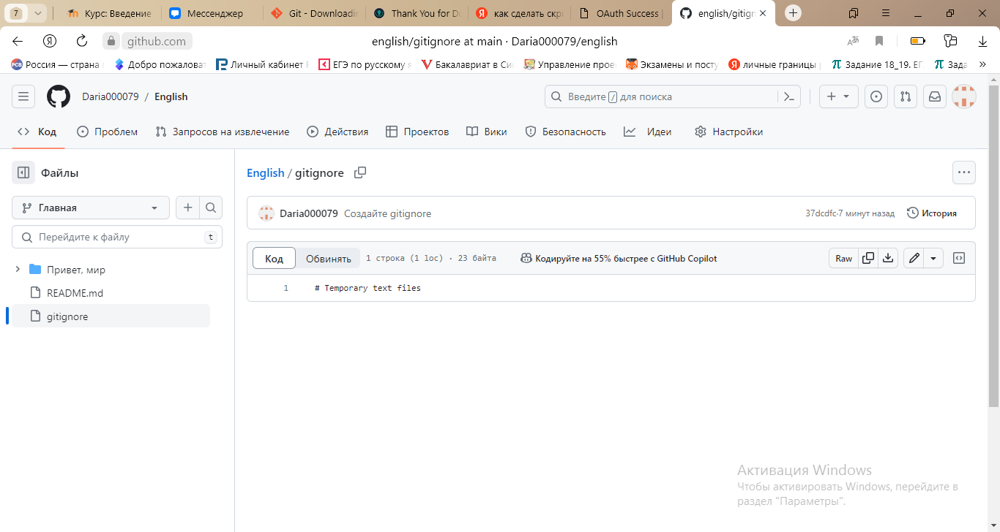 7 Курс: Введение Мессенджер Git - Downloadin Thank You for Do как сделать скри OAuth Success english/gitign
github.com english/gitignore at main · Daria000079/english
Россия — страна Добро пожаловат Личный кабинет ЕГЭ по русскому я Бакалавриат в Си Управление прое Экзамены и посту личные границы р Задание 18_19. ЕГ Зада »
Daria000079 / English Введите / для поиска
Код Проблем Запросов на извлечение Действия Проектов Вики Безопасность Идеи Настройки
Файлы English / gitignore
Главная
Daria000079 Создайте gitignore 37dcdfc·7 минут назад История
Перейдите к файлу t
Код Обвинять 1 строка (1 loc) · 23 байта Кодируйте на 55% быстрее с GitHub Copilot Raw
Привет, мир
1 # Temporary text files
README.md
gitignore
Активация Windows
Чтобы активировать Windows, перейдите в
раздел "Параметры".